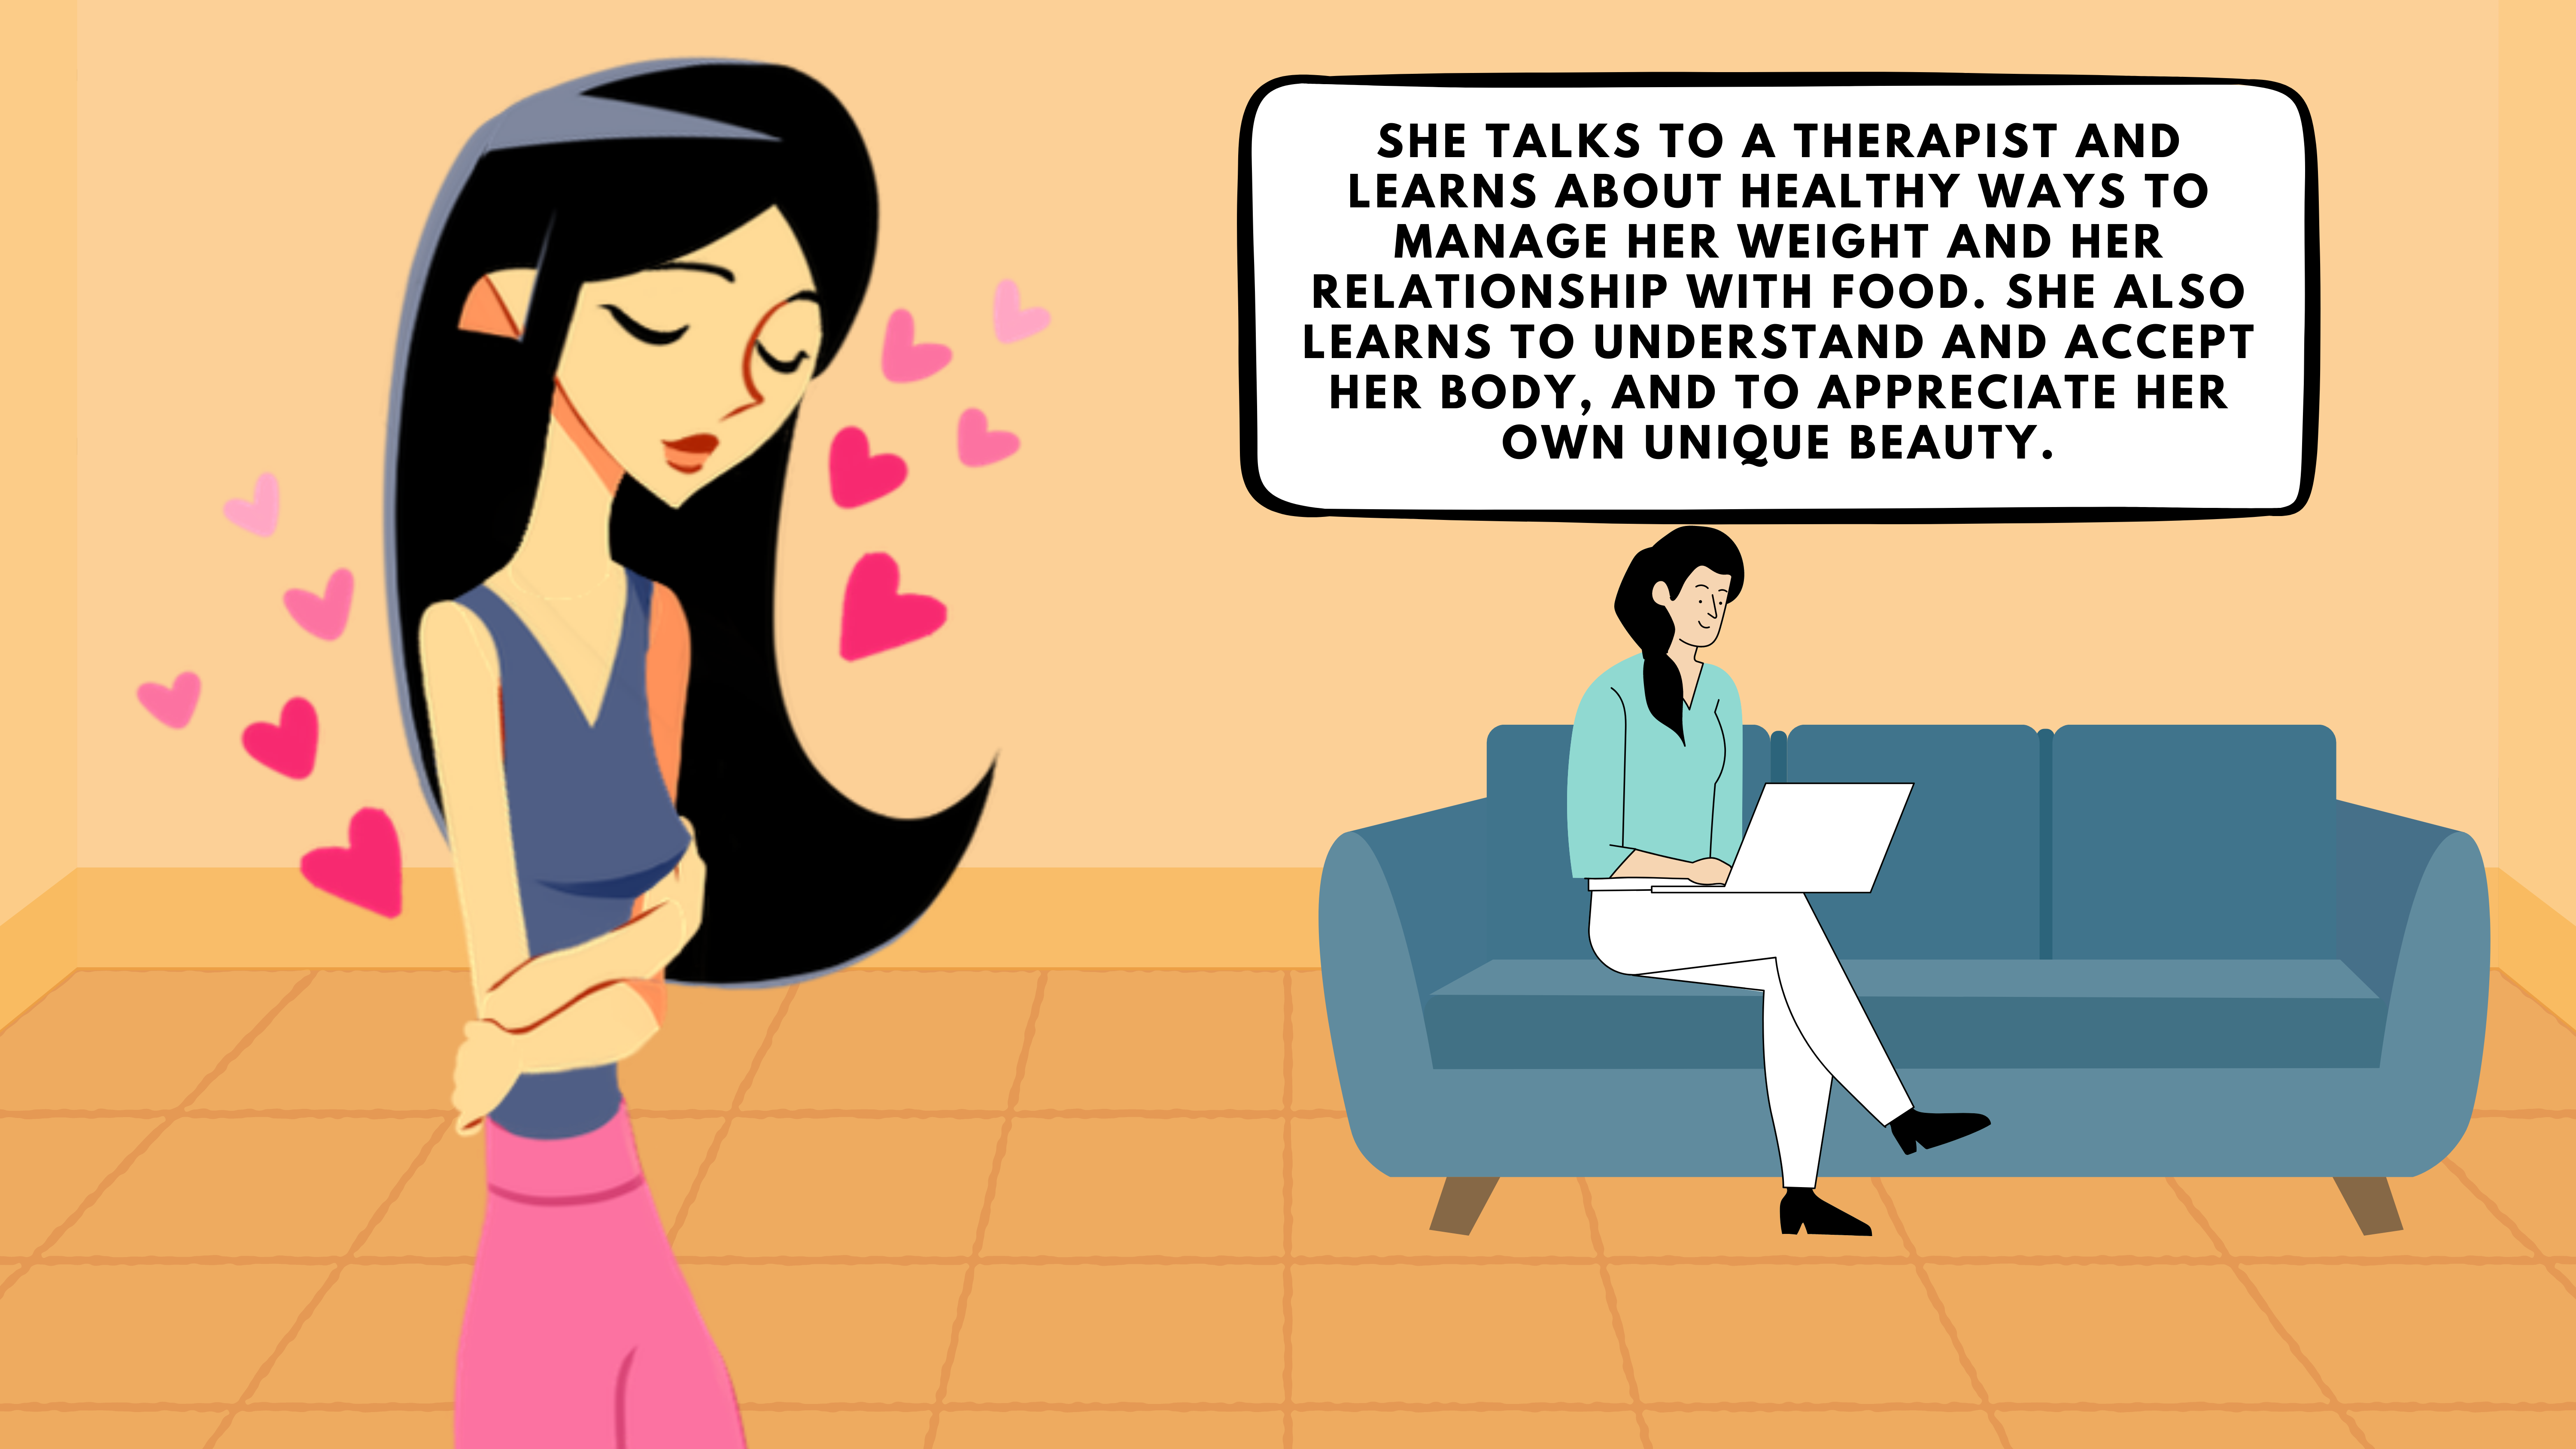 SHE TALKS TO A THERAPIST AND
LEARNS ABOUT HEALTHY WAYS TO
MANAGE HER WEIGHT AND HER
RELATIONSHIP WITH FOOD. SHE ALSO
LEARNS TO UNDERSTAND AND ACCEPT
HER BODY, AND TO APPRECIATE HER
OWN UNIQUE BEAUTY.